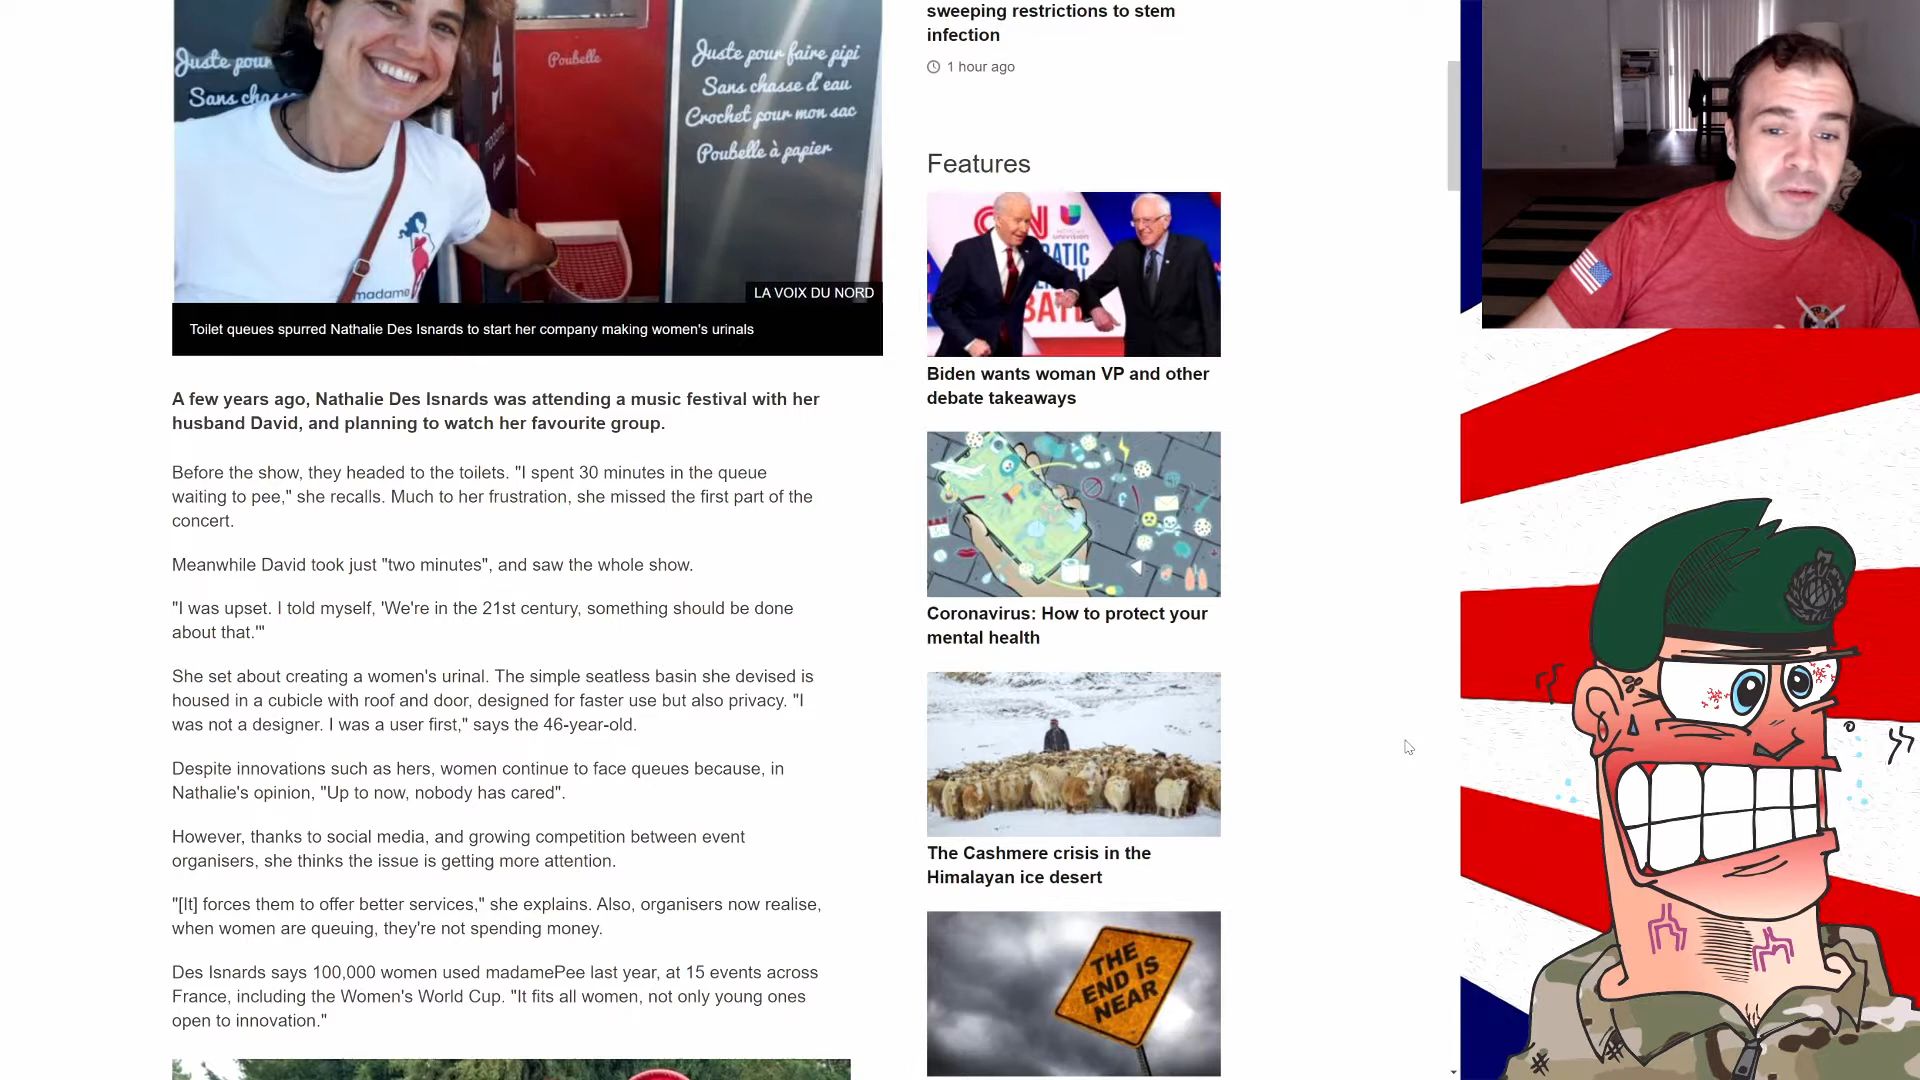 Juste pour
Sans chas
Poubelle
Juste pour faire pipi
Sans chasse d'eau
Crochet pour mon sac
Poubelle à papier
madame
LA VOIX DU NORD
Toilet queues spurred Nathalie Des Isnards to start her company making women's urinals
A few years ago, Nathalie Des Isnards was attending a music festival with her
husband David, and planning to watch her favourite group.
Before the show, they headed to the toilets. "I spent 30 minutes in the queue
waiting to pee," she recalls. Much to her frustration, she missed the first part of the
concert.
Meanwhile David took just "two minutes", and saw the whole show.
"I was upset. I told myself, 'We're in the 21st century, something should be done
about that.'"
She set about creating a women's urinal. The simple seatless basin she devised is
housed in a cubicle with roof and door, designed for faster use but also privacy. "I
was not a designer. I was a user first," says the 46-year-old.
Despite innovations such as hers, women continue to face queues because, in
Nathalie's opinion, "Up to now, nobody has cared".
However, thanks to social media, and growing competition between event
organisers, she thinks the issue is getting more attention.
"[It] forces them to offer better services," she explains. Also, organisers now realise,
when women are queuing, they're not spending money.
Des Isnards says 100,000 women used madamePee last year, at 15 events across
France, including the Women's World Cup. "It fits all women, not only young ones
open to innovation."
sweeping restrictions to stem
infection
1 hour ago
Features
CNN
univision
ATIC
BAT
Biden wants woman VP and other
debate takeaways
Coronavirus: How to protect your
mental health
The Cashmere crisis in the
Himalayan ice desert
THE
END IS
NEAR